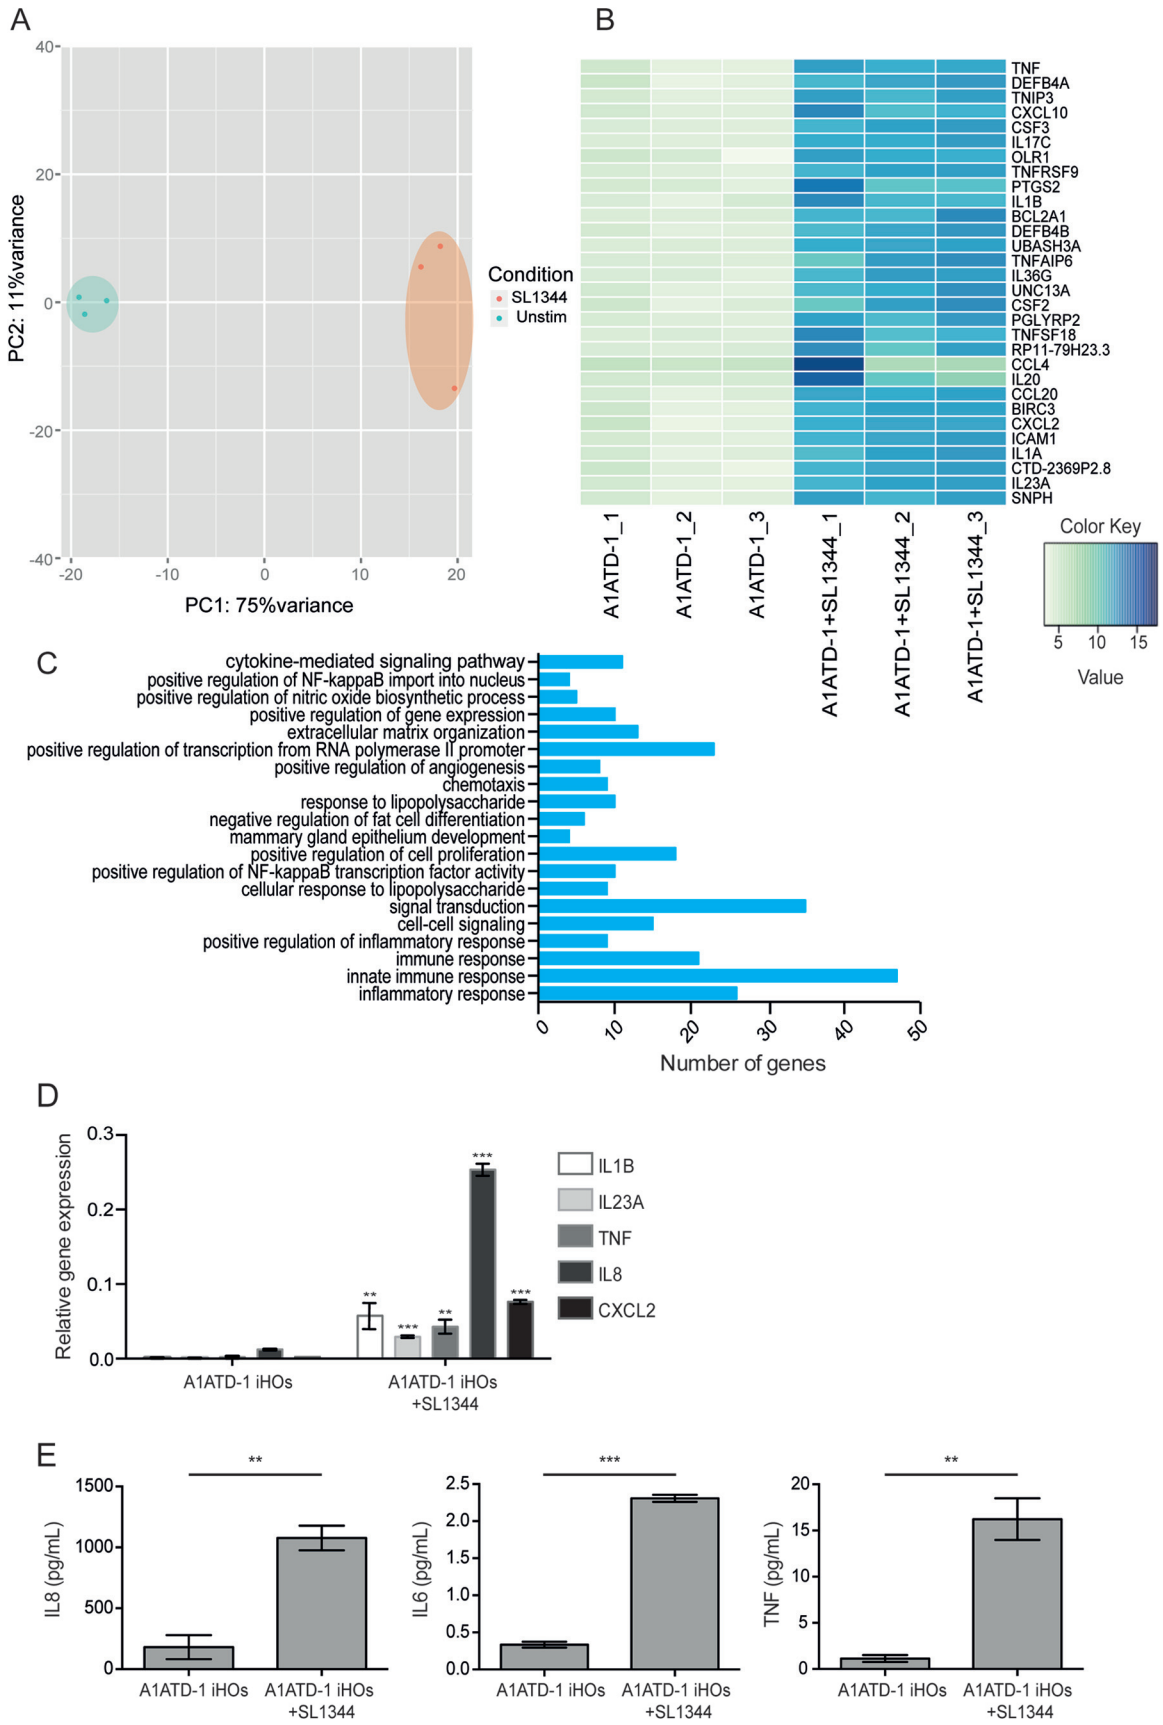 A
40
20
0
-20
-40
-20
-10
0
10
20
PC2: 11%variance
PC1: 75%variance
Condition
SL1344
Unstim
B
TNF
DEFB4A
TNIP3
CXCL10
CSF3
IL17C
OLR1
TNFRSF9
PTGS2
IL1B
BCL2A1
DEFB4B
UBASH3A
TNFAIP6
IL36G
UNC13A
CSF2
PGLYRP2
TNFSF18
RP11-79H23.3
CCL4
IL20
CCL20
BIRC3
CXCL2
ICAM1
IL1A
CTD-2369P2.8
IL23A
SNPH
A1ATD-1_1
A1ATD-1_2
A1ATD-1_3
A1ATD-1+SL1344_1
A1ATD-1+SL1344_2
A1ATD-1+SL1344_3
Color Key
5
10
15
Value
C
cytokine-mediated signaling pathway
positive regulation of NF-kappaB import into nucleus
positive regulation of nitric oxide biosynthetic process
positive regulation of gene expression
extracellular matrix organization
positive regulation of transcription from RNA polymerase II promoter
positive regulation of angiogenesis
chemotaxis
response to lipopolysaccharide
negative regulation of fat cell differentiation
mammary gland epithelium development
positive regulation of cell proliferation
positive regulation of NF-kappaB transcription factor activity
cellular response to lipopolysaccharide
signal transduction
cell-cell signaling
positive regulation of inflammatory response
immune response
innate immune response
inflammatory response
0
10
20
30
40
50
Number of genes
D
Relative gene expression
0.3
0.2
0.1
0.0
**
***
**
***
***
A1ATD-1 iHOs
A1ATD-1 iHOs
+SL1344
IL1B
IL23A
TNF
IL8
CXCL2
E
IL8 (pg/mL)
1500
1000
500
0
**
A1ATD-1 iHOs
A1ATD-1 iHOs
+SL1344
IL6 (pg/mL)
2.5
2.0
1.5
1.0
0.5
0.0
***
A1ATD-1 iHOs
A1ATD-1 iHOs
+SL1344
TNF (pg/mL)
20
15
10
5
0
**
A1ATD-1 iHOs
A1ATD-1 iHOs
+SL1344